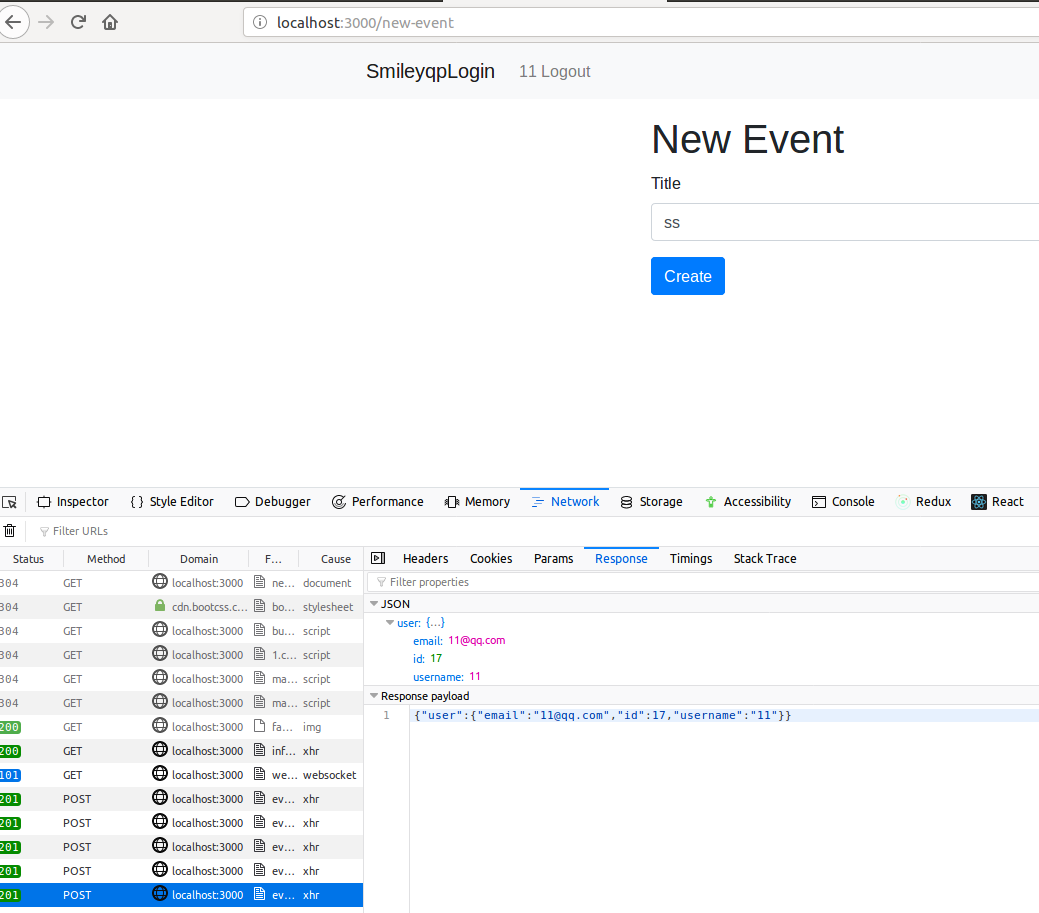 localhost:3000/new-event
SmileyqpLogin 11 Logout
New Event
Title
ss
Create
Inspector { } Style Editor Debugger Performance Memory Network Storage Accessibility Console Redux React
Filter URLs
Status Method Domain F... Cause Headers Cookies Params Response Timings Stack Trace
304 GET localhost:3000 ne... document Filter properties
304 GET cdn.bootcss.c... bo... stylesheet JSON
304 GET localhost:3000 bu... script user: {...}
email: 11@qq.com
304 GET localhost:3000 1.c... script id: 17
304 GET localhost:3000 ma... script username: 11
304 GET localhost:3000 ma... script Response payload
200 GET localhost:3000 fa... img 1 {"user":{"email":"11@qq.com","id":17,"username":"11"}}
200 GET localhost:3000 inf... xhr
101 GET localhost:3000 we... websocket
201 POST localhost:3000 ev... xhr
201 POST localhost:3000 ev... xhr
201 POST localhost:3000 ev... xhr
201 POST localhost:3000 ev... xhr
201 POST localhost:3000 ev... xhr